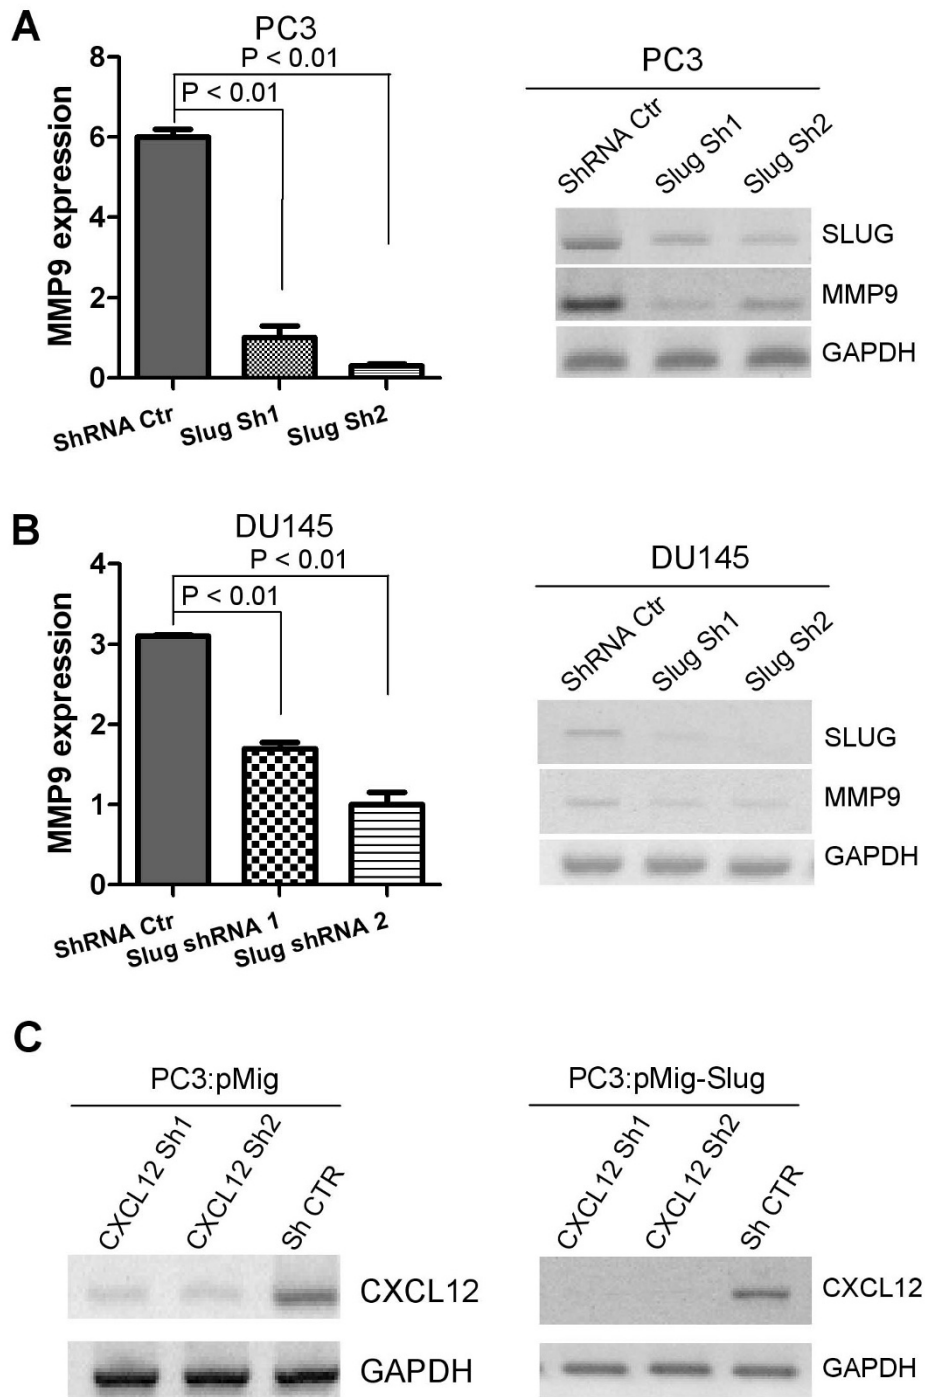 A
PC3
P < 0.01
P < 0.01
MMP9 expression
8
6
4
2
0
ShRNA Ctr
Slug Sh1
Slug Sh2
PC3
ShRNA Ctr
Slug Sh1
Slug Sh2
SLUG
MMP9
GAPDH
B
DU145
P < 0.01
P < 0.01
MMP9 expression
4
3
2
1
0
ShRNA Ctr
Slug shRNA 1
Slug shRNA 2
DU145
ShRNA Ctr
Slug Sh1
Slug Sh2
SLUG
MMP9
GAPDH
C
PC3:pMig
CXCL12 Sh1
CXCL12 Sh2
Sh CTR
CXCL12
GAPDH
PC3:pMig-Slug
CXCL12 Sh1
CXCL12 Sh2
Sh CTR
CXCL12
GAPDH